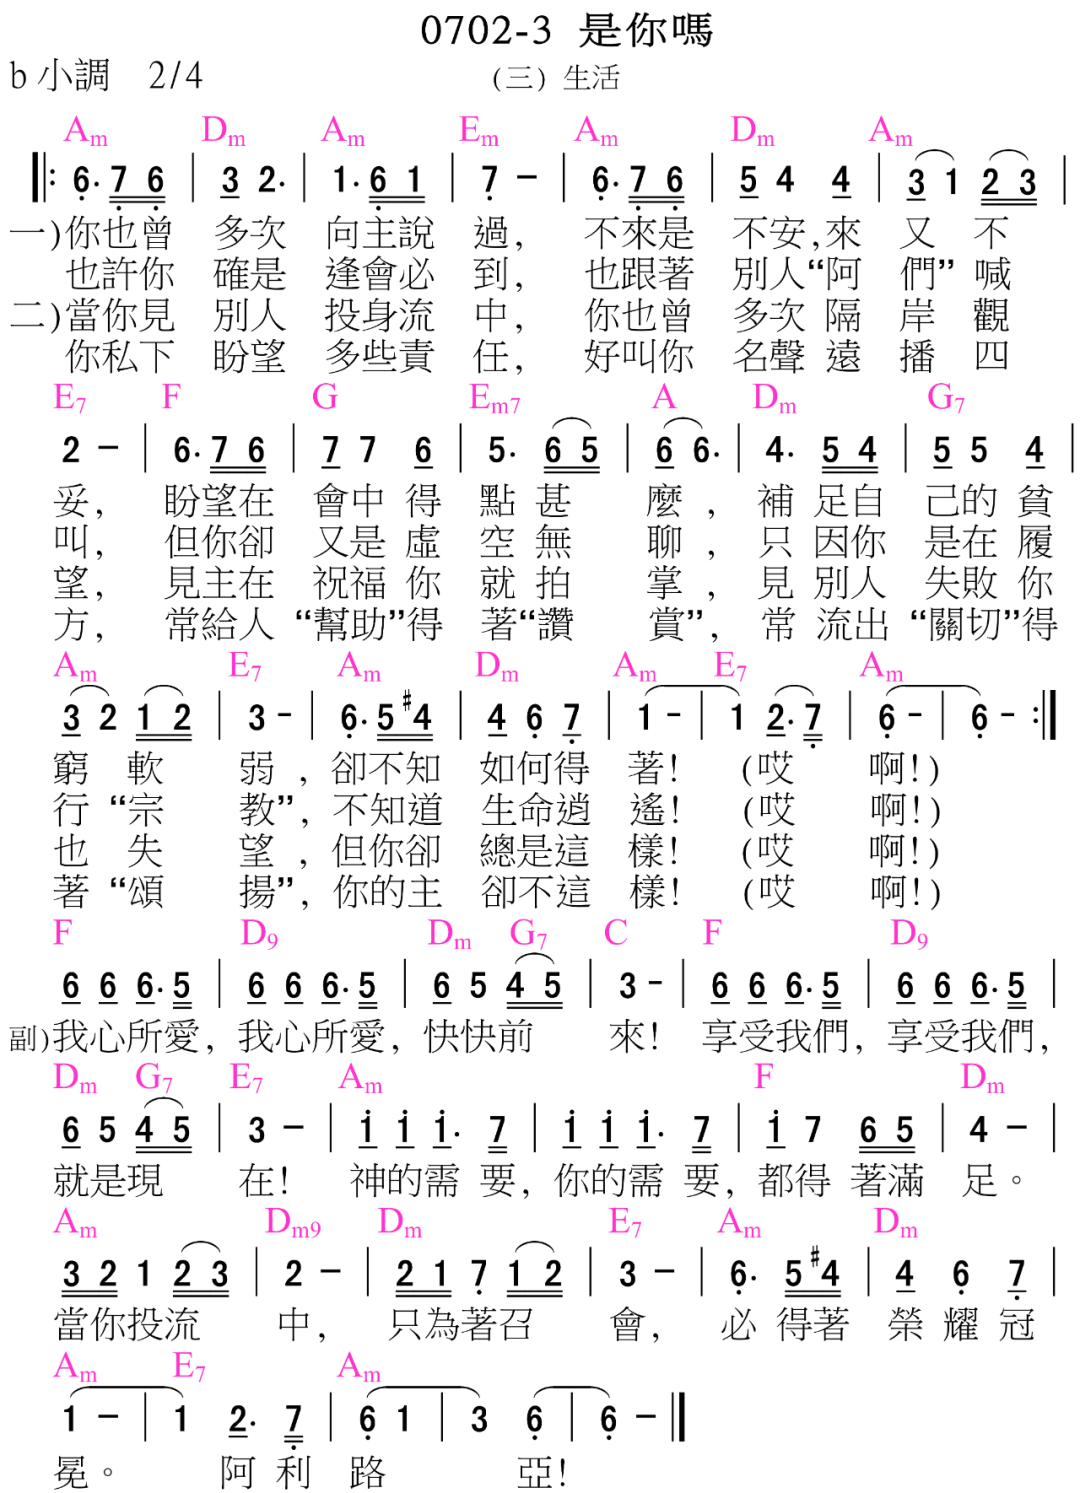 0702-3 是你嗎
b 小調 2/4 (三) 生活
Am Dm Am Em Am Dm Am
‖: 6̣. 7̣ 6̣ | 3 2. | 1. 6̣ 1 | 7̣ – | 6̣. 7̣ 6̣ | 5 4 4 | 3 1 2 3 |
一)你也曾 多次 向主說 過, 不來是 不安,來 又 不
也許你 確是 逢會必 到, 也跟著 別人“阿 們” 喊
二)當你見 別人 投身流 中, 你也曾 多次 隔 岸 觀
你私下 盼望 多些責 任, 好叫你 名聲 遠 播 四
E7 F G Em7 A Dm G7
2 – | 6. 7 6 | 7 7 6 | 5. 6 5 | 6 6. | 4. 5 4 | 5 5 4 |
妥, 盼望在 會中 得 點 甚 麼 , 補 足自 己的 貧
叫, 但你卻 又是 虛 空 無 聊 , 只 因你 是在 履
望, 見主在 祝福 你 就 拍 掌 , 見 別人 失敗 你
方, 常給人 “幫助”得 著“讚 賞”, 常 流出 “關切”得
Am E7 Am Dm Am E7 Am
3 2 1 2 | 3 - | 6̣. 5 #4 | 4 6̣ 7̣ | 1 - | 1 2. 7̣ | 6̣ - | 6̣ - :‖
窮 軟 弱 , 卻不知 如何得 著! (哎 啊!)
行 “宗 教”, 不知道 生命逍 遙! (哎 啊!)
也 失 望 , 但你卻 總是這 樣! (哎 啊!)
著 “頌 揚”, 你的主 卻不這 樣! (哎 啊!)
F D9 Dm G7 C F D9
6 6 6. 5 | 6 6 6. 5 | 6 5 4 5 | 3 - | 6 6 6. 5 | 6 6 6. 5 |
副)我心所愛, 我心所愛, 快快前 來! 享受我們, 享受我們,
Dm G7 E7 Am F Dm
6 5 4 5 | 3 – | i i i. 7 | i i i. 7 | i 7 6 5 | 4 – |
就是現 在! 神的需 要, 你的需 要, 都得 著滿 足。
Am Dm9 Dm E7 Am Dm
3 2 1 2 3 | 2 – | 2 1 7̣ 1 2 | 3 – | 6̣. 5 #4 | 4 6̣ 7̣ |
當你投流 中, 只為著召 會, 必 得著 榮 耀 冠
Am E7 Am
1 – | 1 2. 7̣ | 6̣ 1 | 3 6̣ | 6̣ – ‖
冕。 阿 利 路 亞!